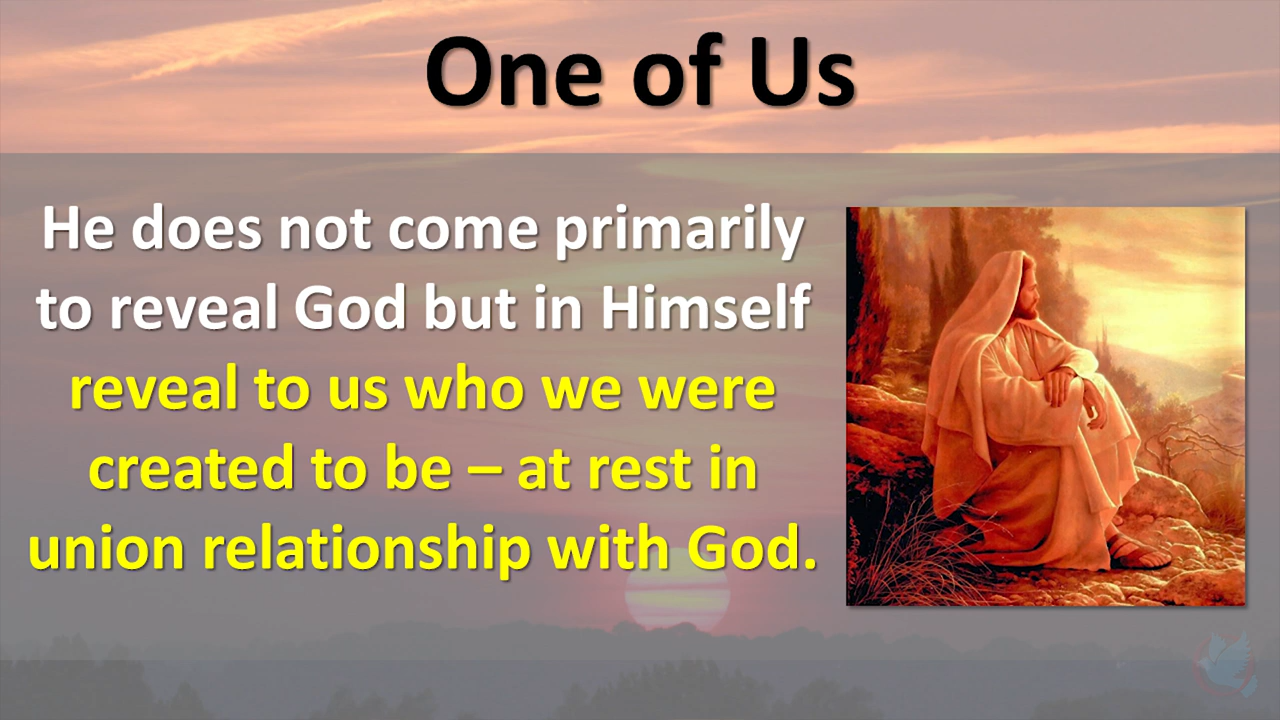 One of Us
He does not come primarily
to reveal God but in Himself
reveal to us who we were
created to be – at rest in
union relationship with God.